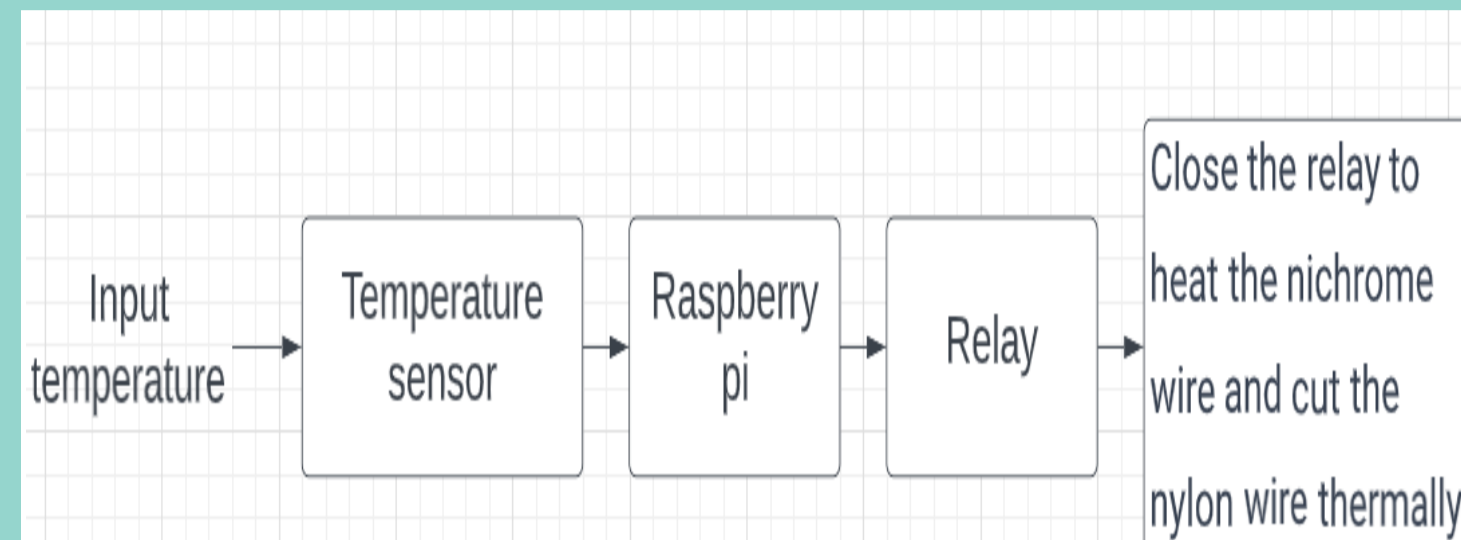 Input
temperature
Temperature
sensor
Raspberry
pi
Relay
Close the relay to
heat the nichrome
wire and cut the
nylon wire thermally